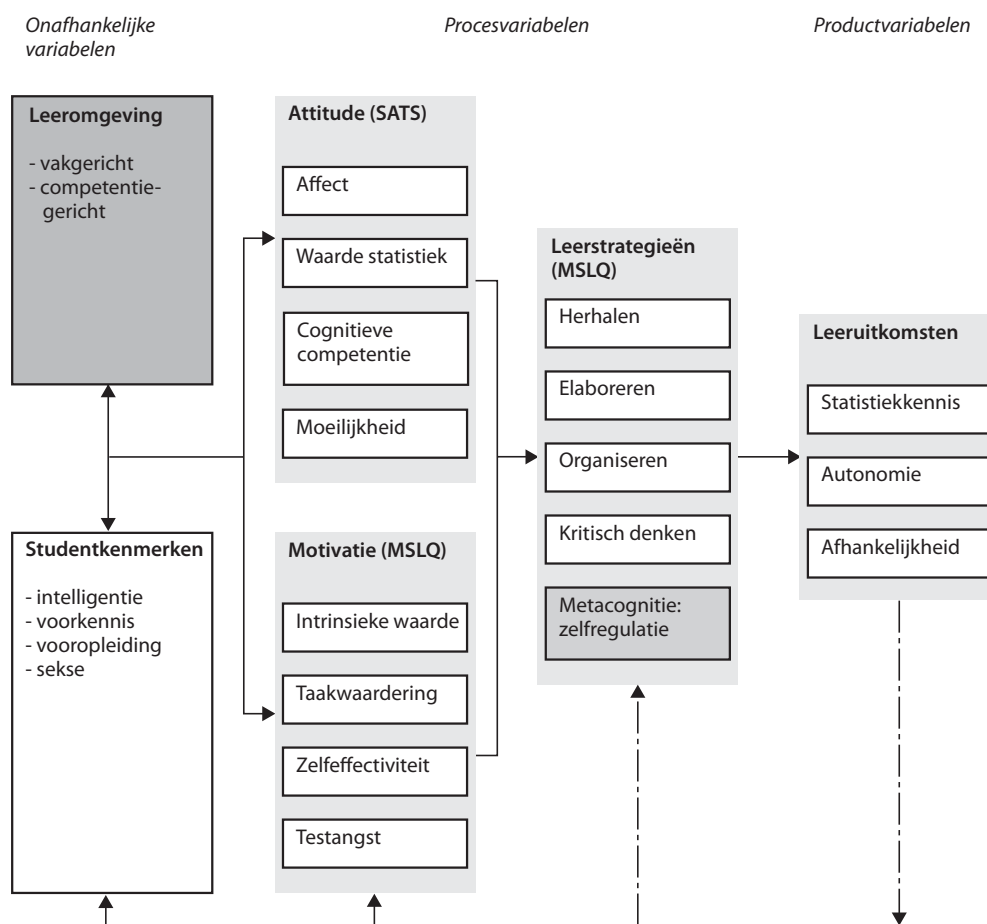 Onafhankelijke
variabelen
Procesvariabelen
Productvariabelen
Leeromgeving
- vakgericht
- competentie-
gericht
Studentkenmerken
- intelligentie
- voorkennis
- vooropleiding
- sekse
Attitude (SATS)
Affect
Waarde statistiek
Cognitieve
competentie
Moeilijkheid
Motivatie (MSLQ)
Intrinsieke waarde
Taakwaardering
Zelfeffectiviteit
Testangst
Leerstrategieën
(MSLQ)
Herhalen
Elaboreren
Organiseren
Kritisch denken
Metacognitie:
zelfregulatie
Leeruitkomsten
Statistiekkennis
Autonomie
Afhankelijkheid